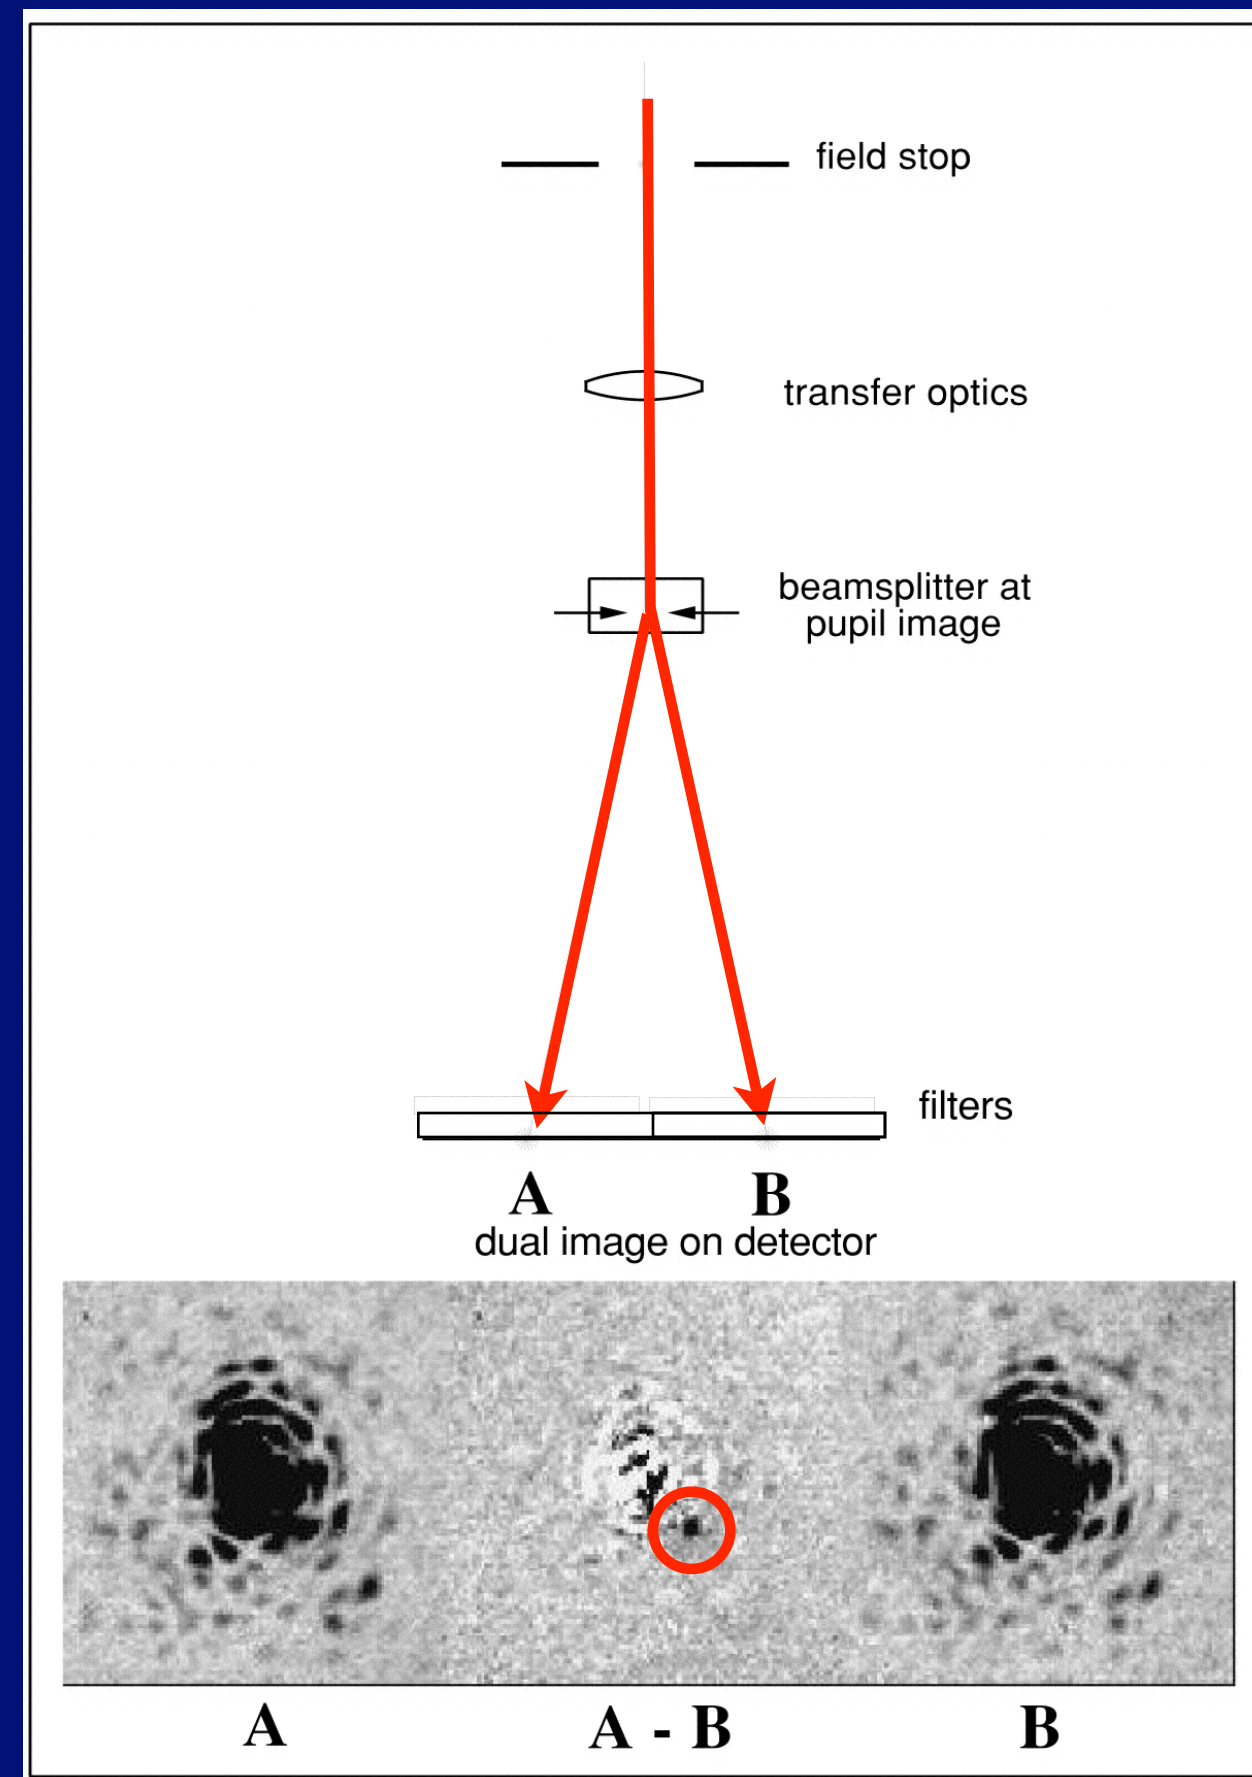 field stop
transfer optics
beamsplitter at
pupil image
filters
A B
dual image on detector
A A - B B